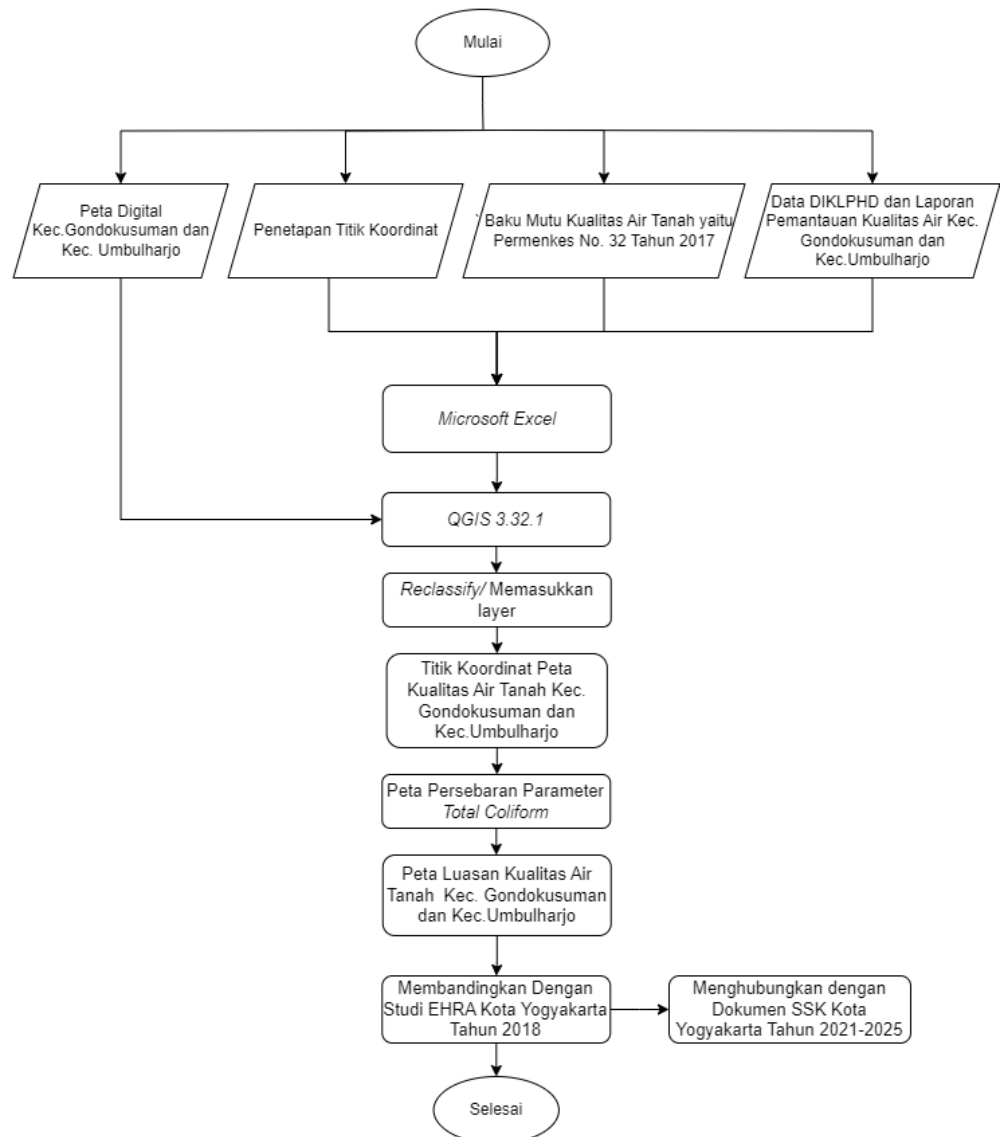 Mulai
Peta Digital
Kec.Gondokusuman dan
Kec. Umbulharjo
Penetapan Titik Koordinat
` Baku Mutu Kualitas Air Tanah yaitu
Permenkes No. 32 Tahun 2017
Data DIKLPHD dan Laporan
Pemantauan Kualitas Air Kec.
Gondokusuman dan
Kec.Umbulharjo
Microsoft Excel
QGIS 3.32.1
Reclassify/ Memasukkan
layer
Titik Koordinat Peta
Kualitas Air Tanah Kec.
Gondokusuman dan
Kec.Umbulharjo
Peta Persebaran Parameter
Total Coliform
Peta Luasan Kualitas Air
Tanah Kec. Gondokusuman
dan Kec.Umbulharjo
Membandingkan Dengan
Studi EHRA Kota Yogyakarta
Tahun 2018
Menghubungkan dengan
Dokumen SSK Kota
Yogyakarta Tahun 2021-2025
Selesai